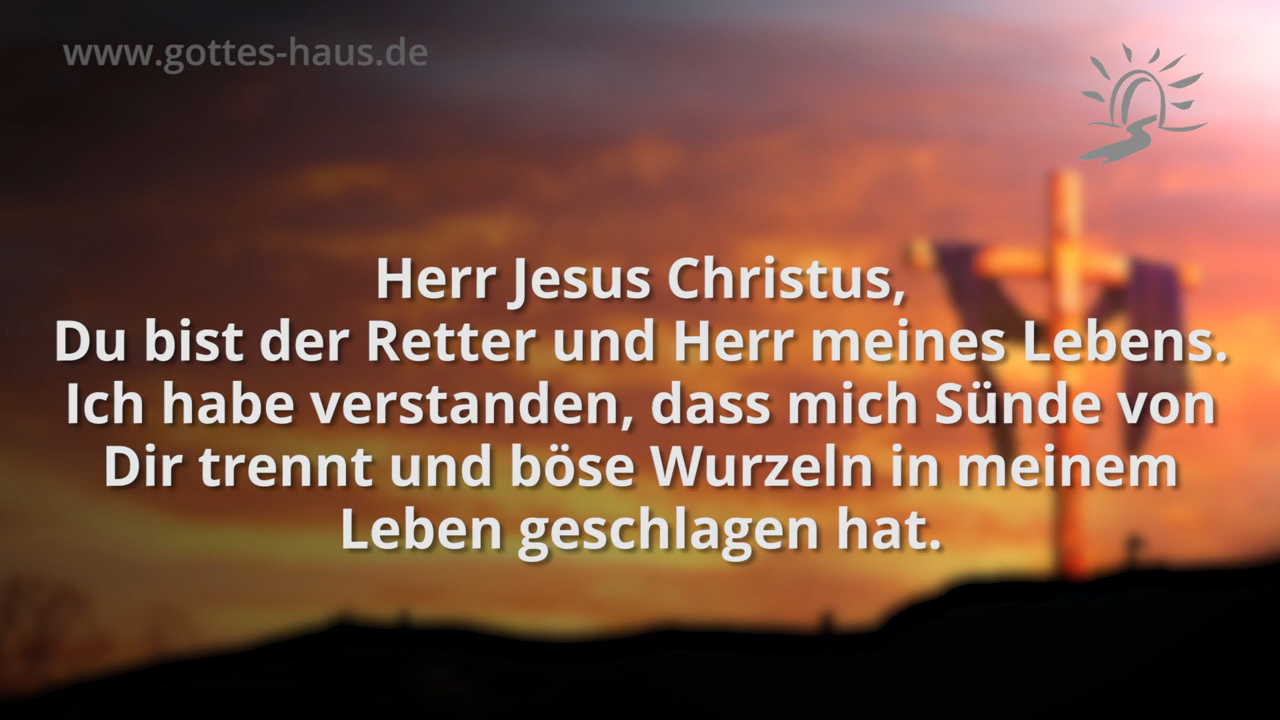 www.gottes-haus.de
Herr Jesus Christus,
Du bist der Retter und Herr meines Lebens.
Ich habe verstanden, dass mich Sünde von
Dir trennt und böse Wurzeln in meinem
Leben geschlagen hat.